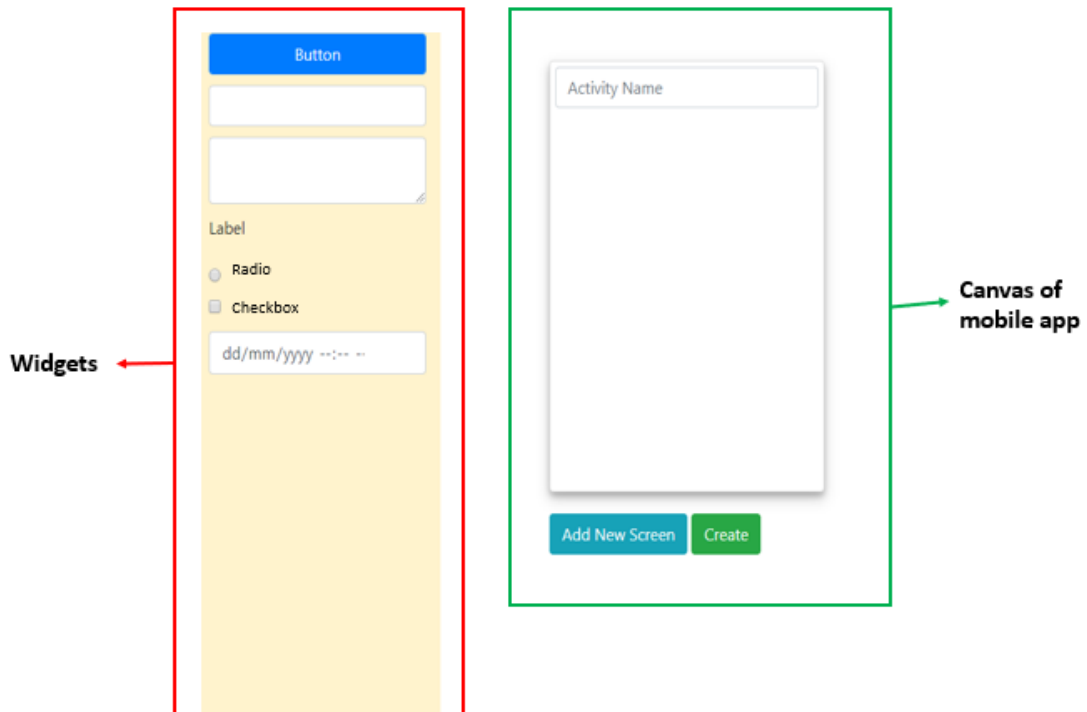 Button
Label
Radio
Checkbox
dd/mm/yyyy --:-- --
Widgets
Activity Name
Add New Screen
Create
Canvas of
mobile app